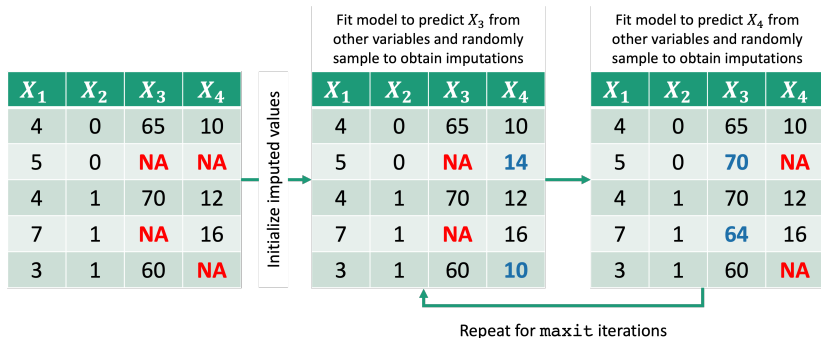 Fit model to predict X₃ from
other variables and randomly
sample to obtain imputations
Fit model to predict X₄ from
other variables and randomly
sample to obtain imputations
X₁ X₂ X₃ X₄
4 0 65 10
5 0 NA NA
4 1 70 12
7 1 NA 16
3 1 60 NA
Initialize imputed values
X₁ X₂ X₃ X₄
4 0 65 10
5 0 NA 14
4 1 70 12
7 1 NA 16
3 1 60 10
X₁ X₂ X₃ X₄
4 0 65 10
5 0 70 NA
4 1 70 12
7 1 64 16
3 1 60 NA
Repeat for maxit iterations